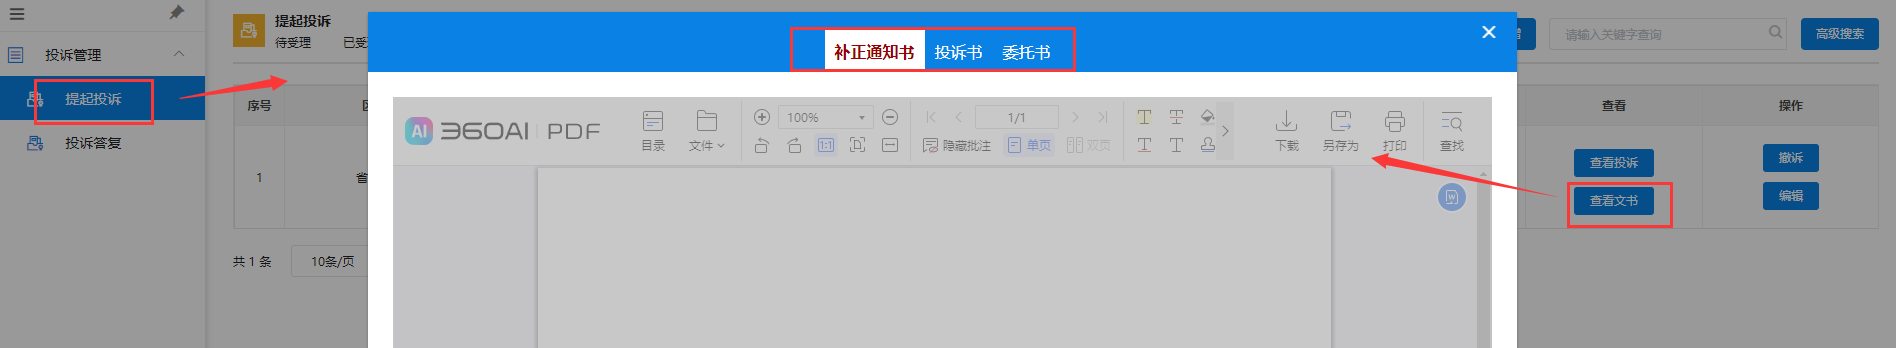 提起投诉
待受理 已受
补正通知书 投诉书 委托书
请输入关键字查询 高级搜索
投诉管理
提起投诉
投诉答复
序号 查看 操作
AI 360AI PDF
目录 文件 100% 1:1 1/1 隐藏批注 单页 双页
下载 另存为 打印 查找
1 省
查看投诉 撤诉
查看文书 编辑
共 1 条 10条/页